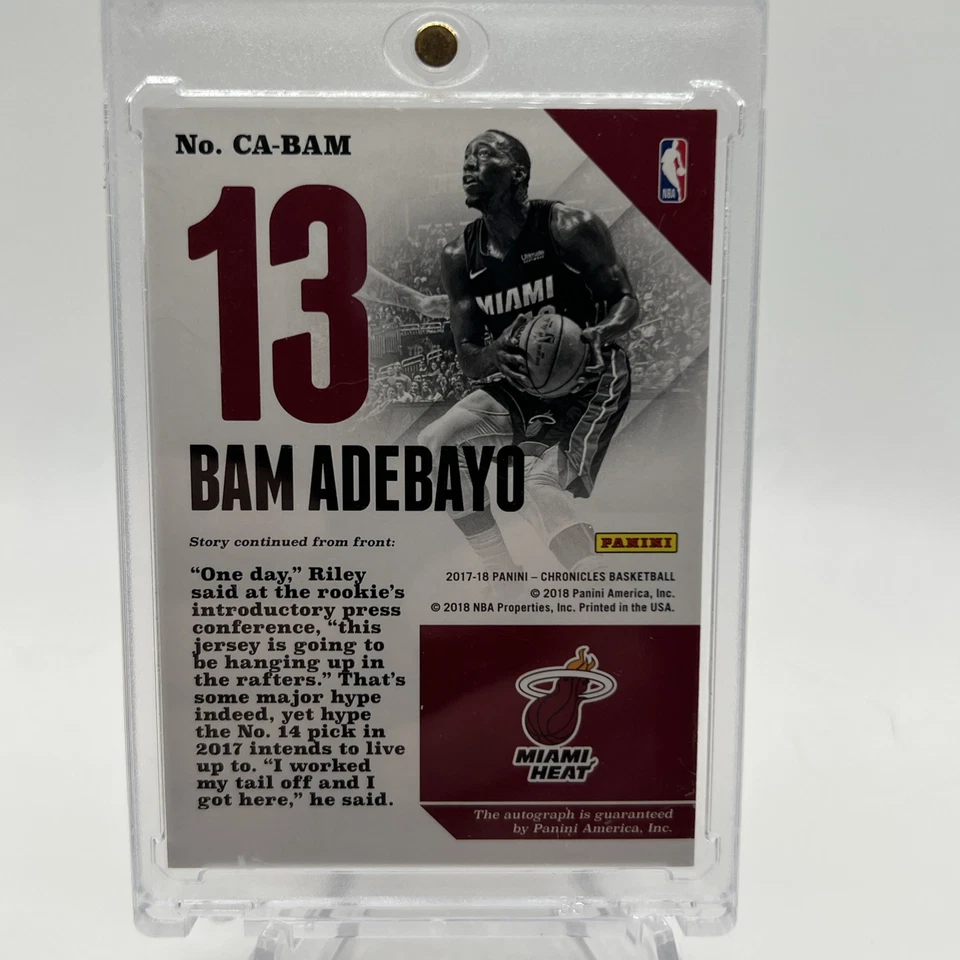 No. CA-BAM
NBA
13
MIAMI
BAM ADEBAYO
Story continued from front:
PANINI
"One day," Riley
said at the rookie's
introductory press
conference, "this
jersey is going to
be hanging up in
the rafters." That's
some major hype
indeed, yet hype
the No. 14 pick in
2017 intends to live
up to. "I worked
my tail off and I
got here," he said.
2017-18 PANINI – CHRONICLES BASKETBALL
© 2018 Panini America, Inc.
© 2018 NBA Properties, Inc. Printed in the USA.
MIAMI
HEAT
The autograph is guaranteed
by Panini America, Inc.